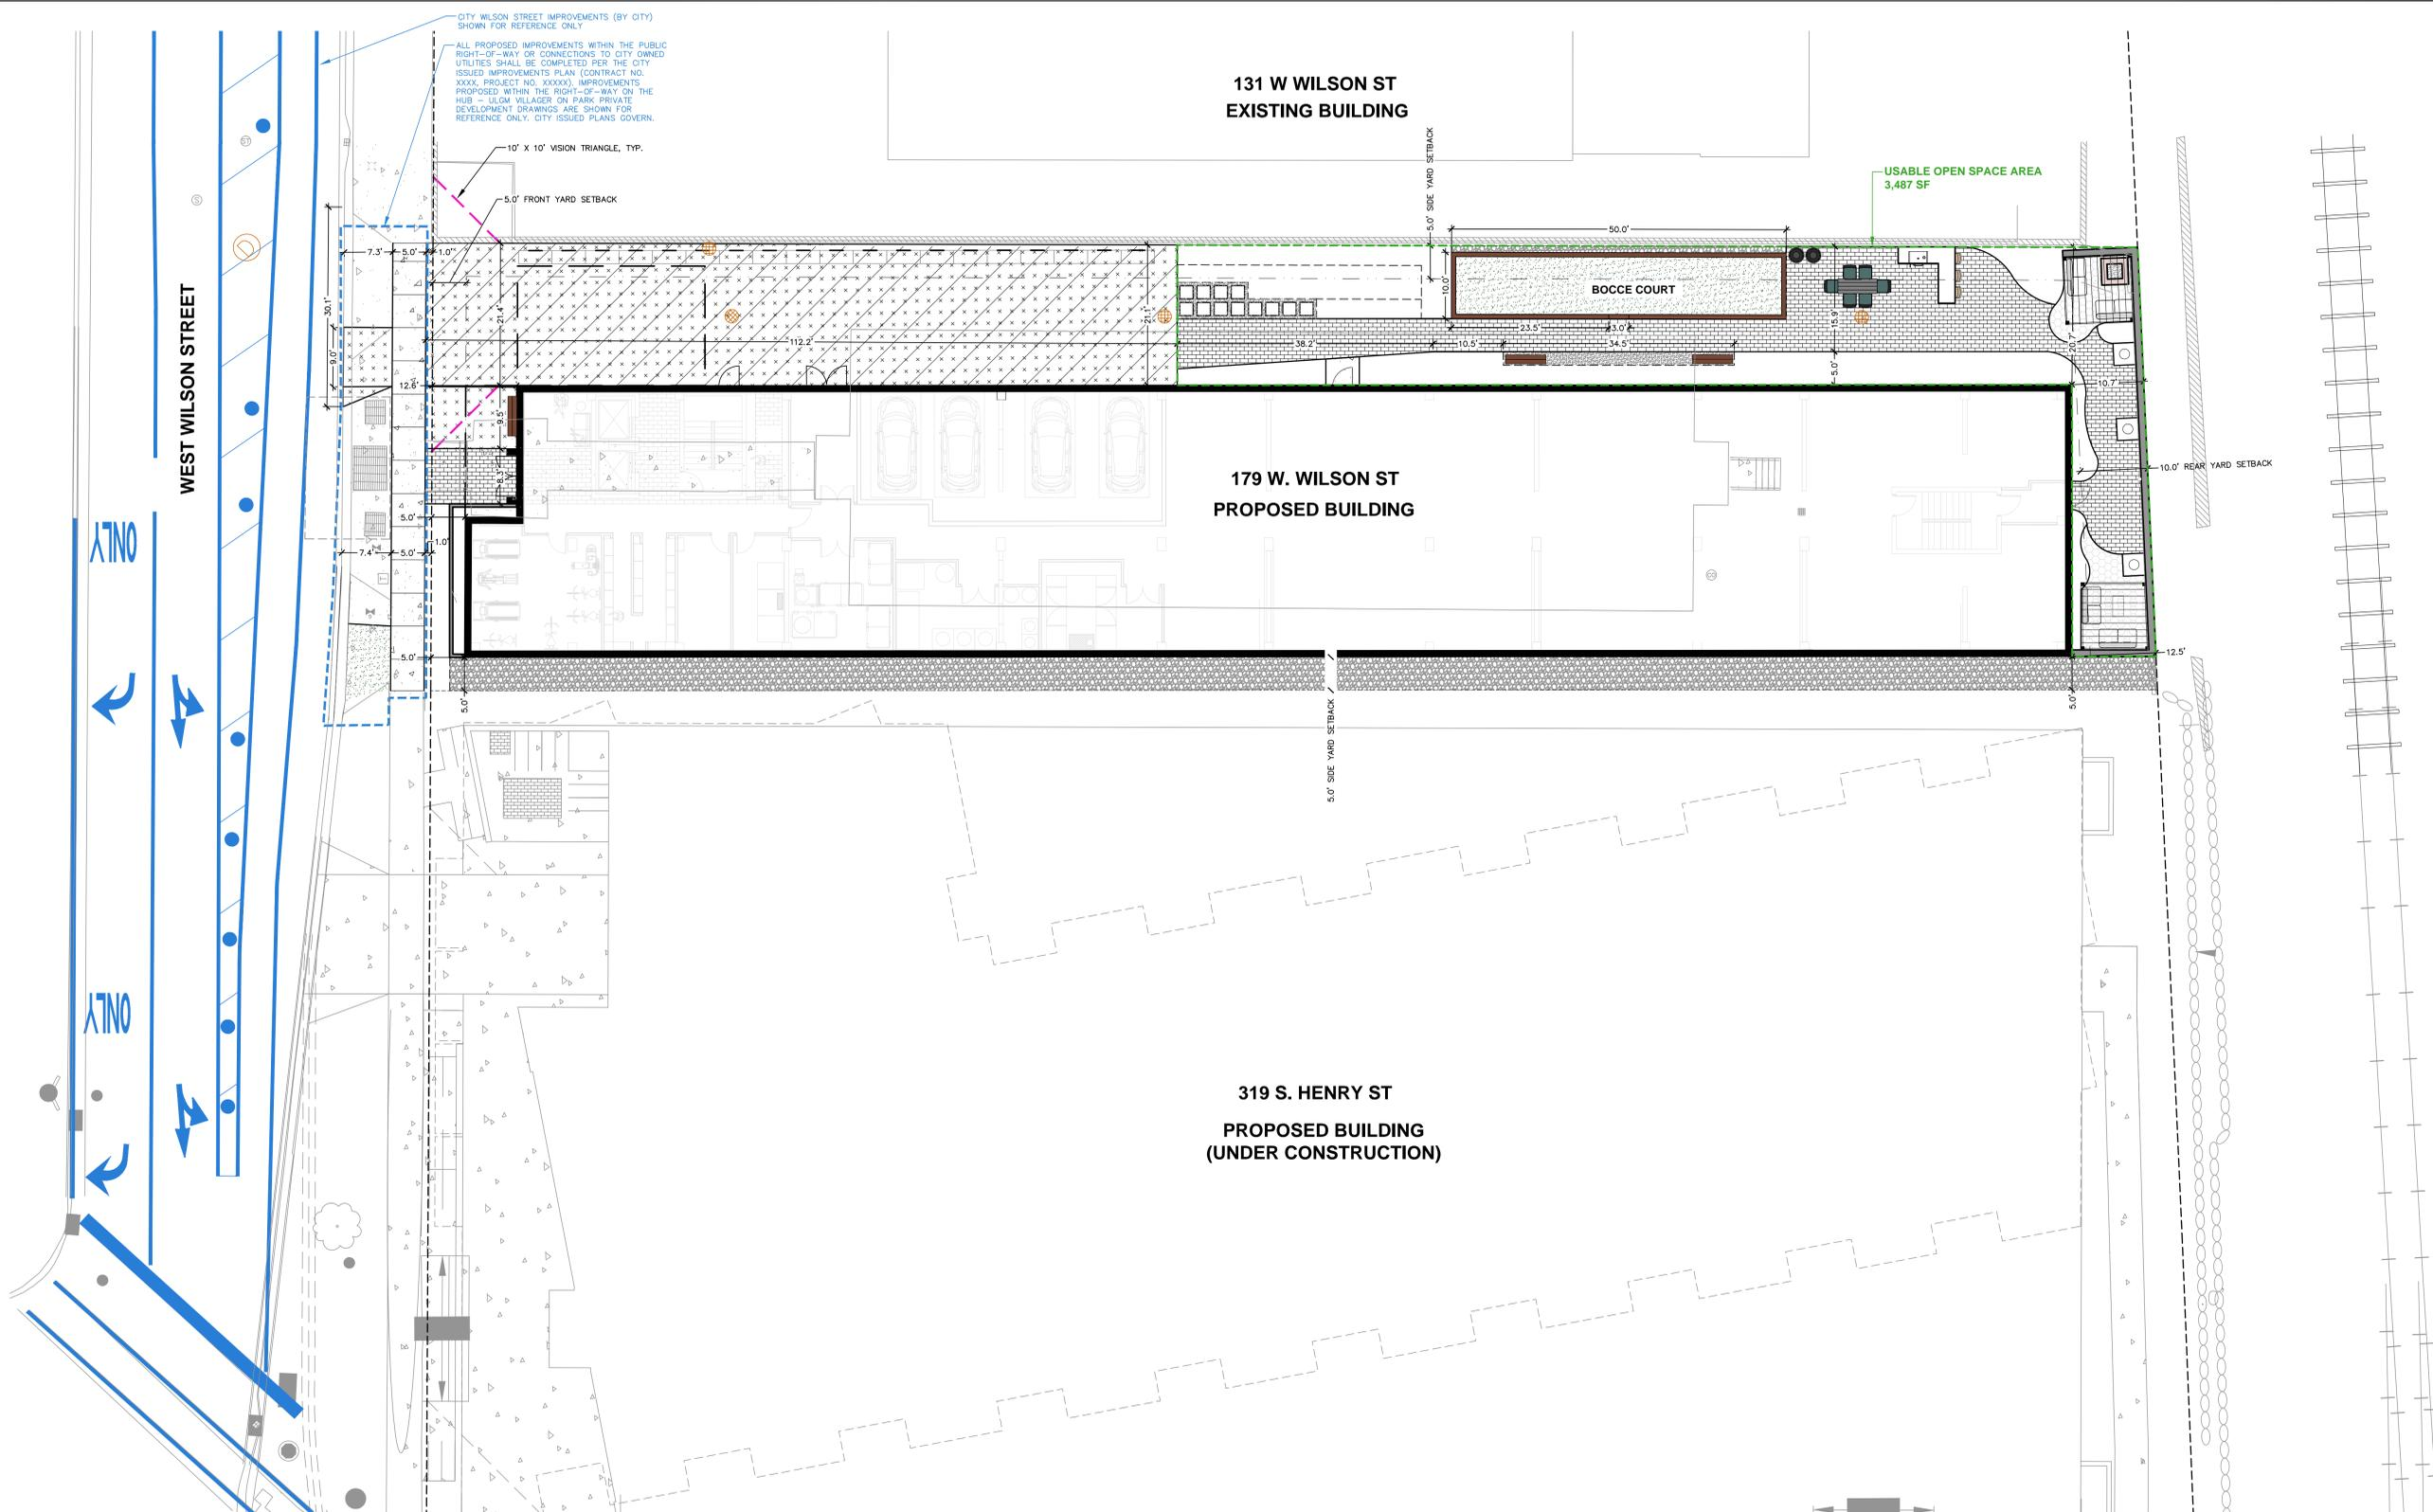 CITY WILSON STREET IMPROVEMENTS (BY CITY)
SHOWN FOR REFERENCE ONLY
ALL PROPOSED IMPROVEMENTS WITHIN THE PUBLIC
RIGHT-OF-WAY OR CONNECTIONS TO CITY OWNED
UTILITIES SHALL BE COMPLETED PER THE CITY
ISSUED IMPROVEMENTS PLAN (CONTRACT NO.
XXXX, PROJECT NO. XXXXX). IMPROVEMENTS
PROPOSED WITHIN THE RIGHT-OF-WAY ON THE
HUB - ULGM VILLAGER ON PARK PRIVATE
DEVELOPMENT DRAWINGS ARE SHOWN FOR
REFERENCE ONLY. CITY ISSUED PLANS GOVERN.
131 W WILSON ST
EXISTING BUILDING
10' X 10' VISION TRIANGLE, TYP.
5.0' FRONT YARD SETBACK
5.0' SIDE YARD SETBACK
USABLE OPEN SPACE AREA
3,487 SF
50.0'
7.3'
5.0'
1.0'
30.1'
9.0'
21.4'
112.2'
21.1'
10.0'
BOCCE COURT
23.5'
3.0'
15.9'
38.2'
10.5'
34.5'
5.0'
20.7'
10.7'
12.6'
9.5'
8.3'
WEST WILSON STREET
10.0' REAR YARD SETBACK
179 W. WILSON ST
PROPOSED BUILDING
5.0'
1.0'
7.4'
5.0'
ONLY
5.0'
12.5'
5.0'
5.0'
5.0' SIDE YARD SETBACK
ONLY
319 S. HENRY ST
PROPOSED BUILDING
(UNDER CONSTRUCTION)